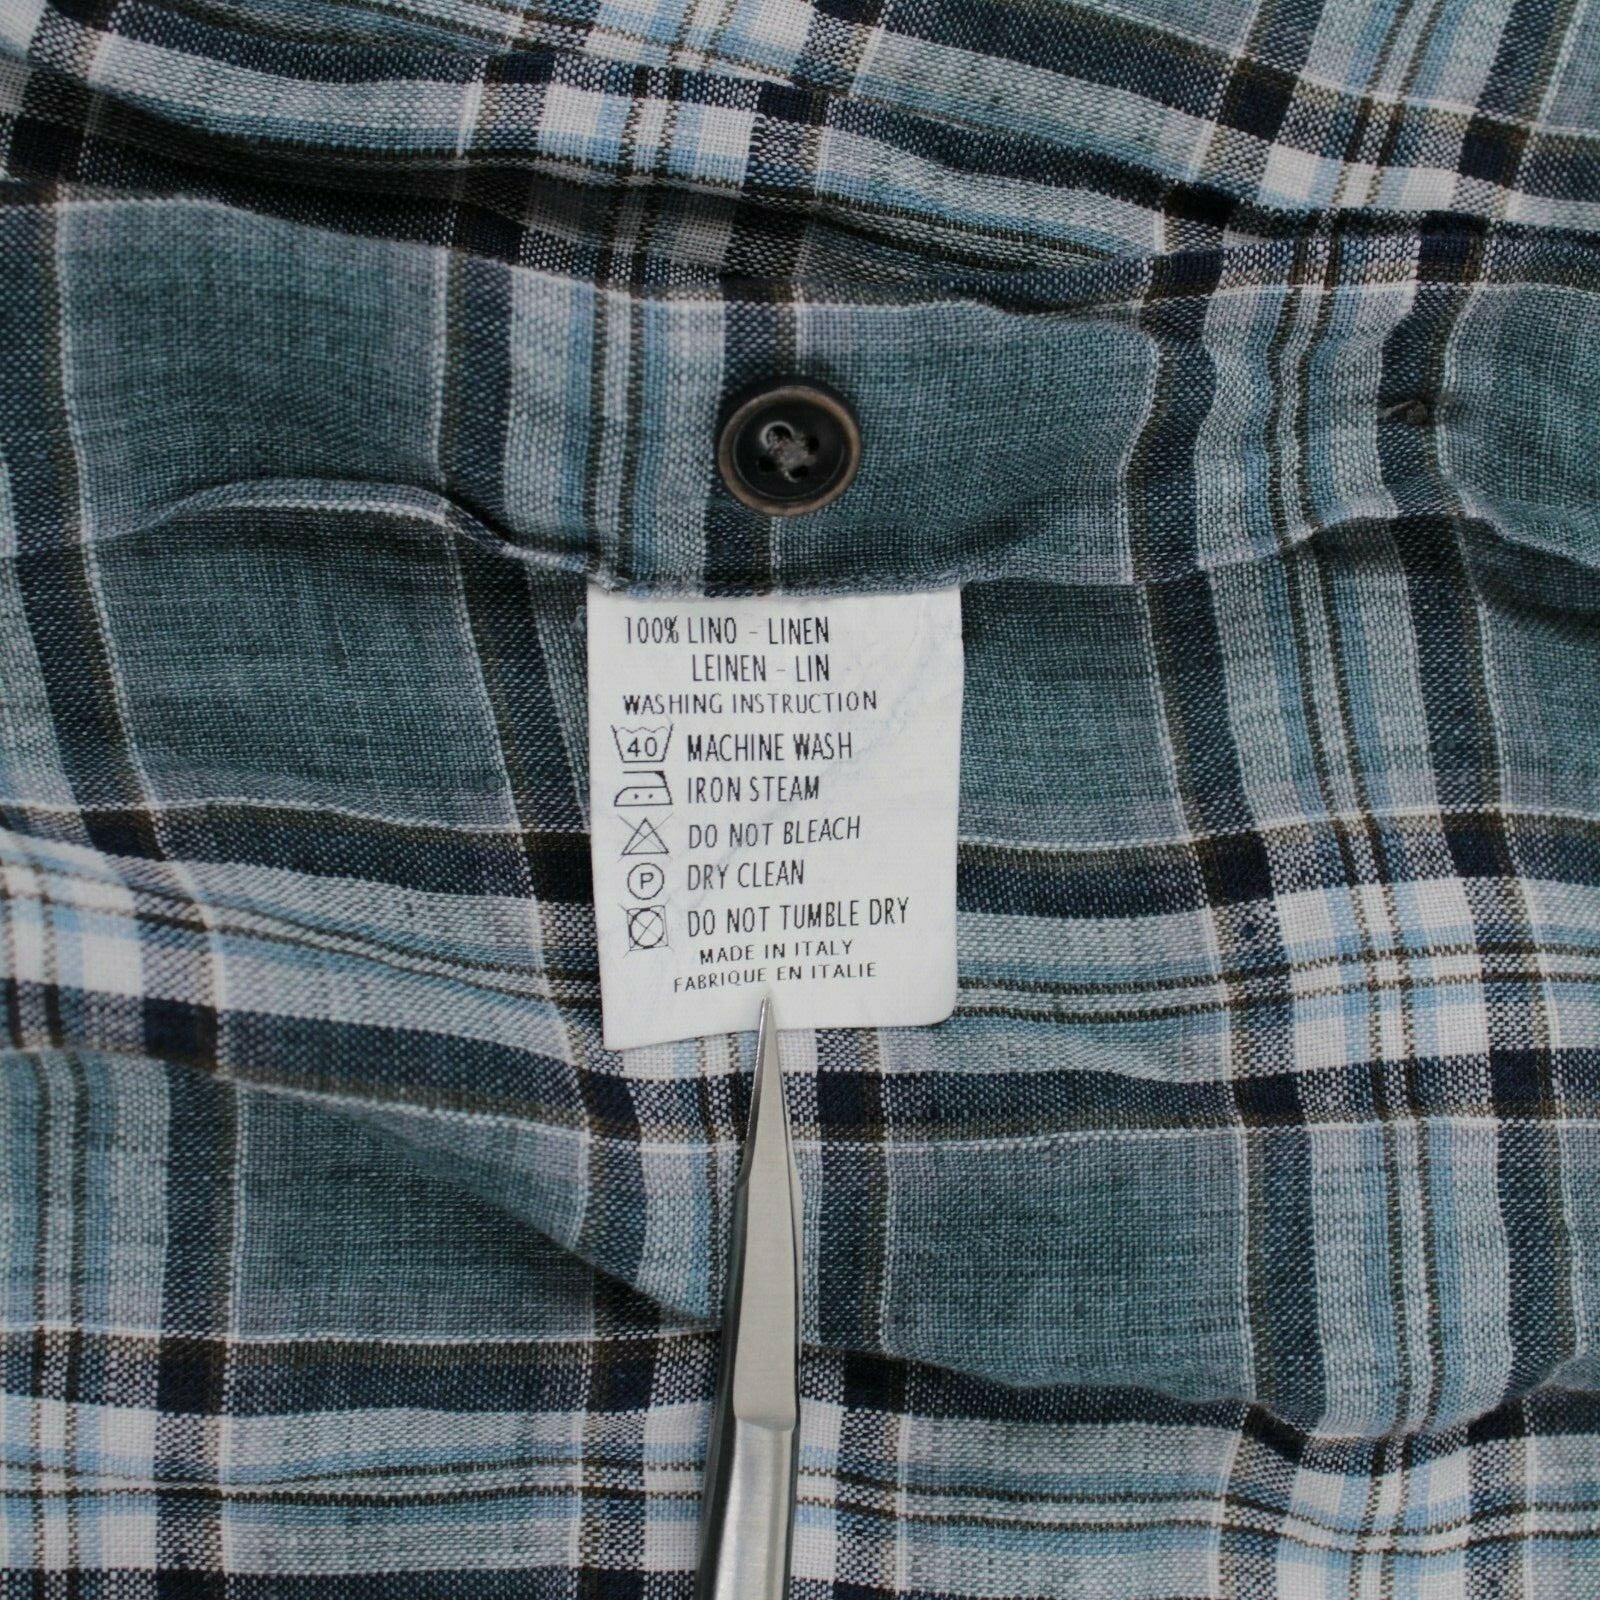 100% LINO - LINEN
LEINEN - LIN
WASHING INSTRUCTION
40 MACHINE WASH
IRON STEAM
DO NOT BLEACH
P DRY CLEAN
DO NOT TUMBLE DRY
MADE IN ITALY
FABRIQUE EN ITALIE